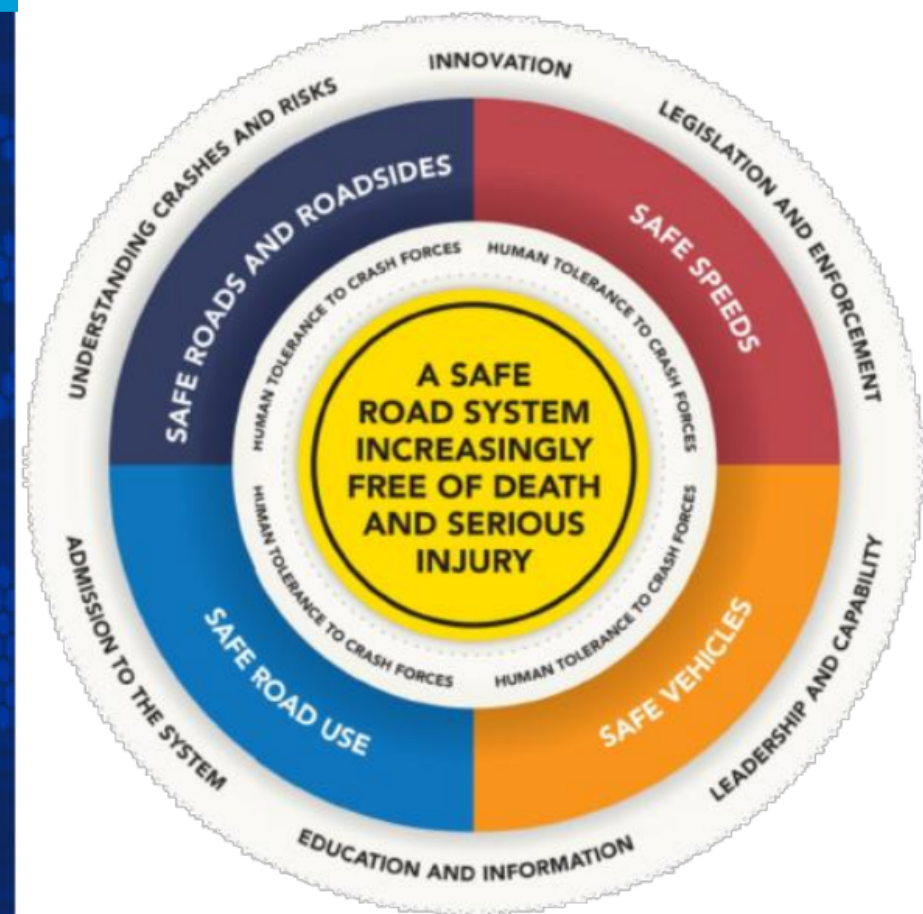 INNOVATION
LEGISLATION AND ENFORCEMENT
LEADERSHIP AND CAPABILITY
EDUCATION AND INFORMATION
ADMISSION TO THE SYSTEM
UNDERSTANDING CRASHES AND RISKS
SAFE ROADS AND ROADSIDES
SAFE SPEEDS
SAFE VEHICLES
SAFE ROAD USE
HUMAN TOLERANCE TO CRASH FORCES
HUMAN TOLERANCE TO CRASH FORCES
HUMAN TOLERANCE TO CRASH FORCES
HUMAN TOLERANCE TO CRASH FORCES
A SAFE
ROAD SYSTEM
INCREASINGLY
FREE OF DEATH
AND SERIOUS
INJURY